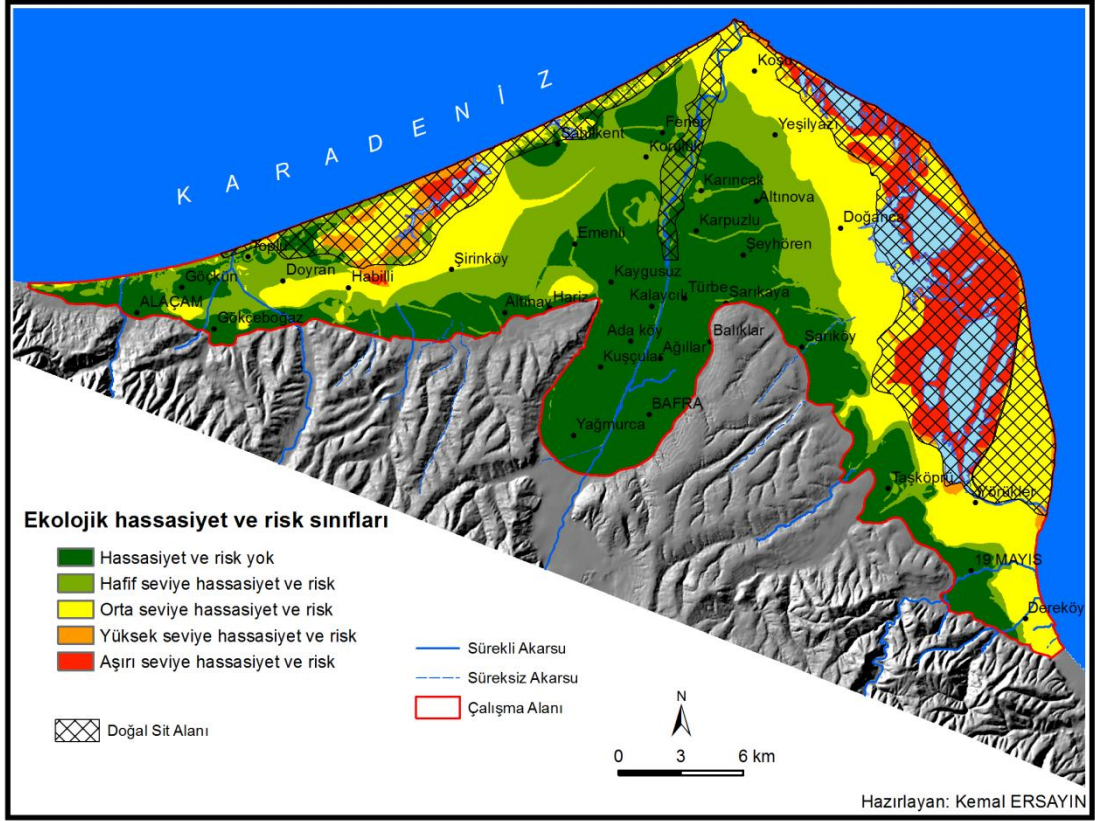 KARADENİZ
Koşu
Yeşilyazı
Fener
Sahilkent
Koruluk
Karıncak
Altınova
Doğanca
Karpuzlu
Emenli
Şeyhören
Toplu
Şirinköy
Doyran
Habilli
Göçkün
Kaygusuz
Türbe
Sarıkaya
Kalaycılı
Hariz
Altınay
ALAÇAM
Gökçeboğaz
Ada köy
Balıklar
Ağıllar
Sarıköy
Kuşçular
BAFRA
Yağmurca
Taşköprü
Yörükler
19 MAYIS
Dereköy
Ekolojik hassasiyet ve risk sınıfları
Hassasiyet ve risk yok
Hafif seviye hassasiyet ve risk
Orta seviye hassasiyet ve risk
Yüksek seviye hassasiyet ve risk
Aşırı seviye hassasiyet ve risk
Doğal Sit Alanı
Sürekli Akarsu
Süreksiz Akarsu
Çalışma Alanı
N
0 3 6 km
Hazırlayan: Kemal ERSAYIN